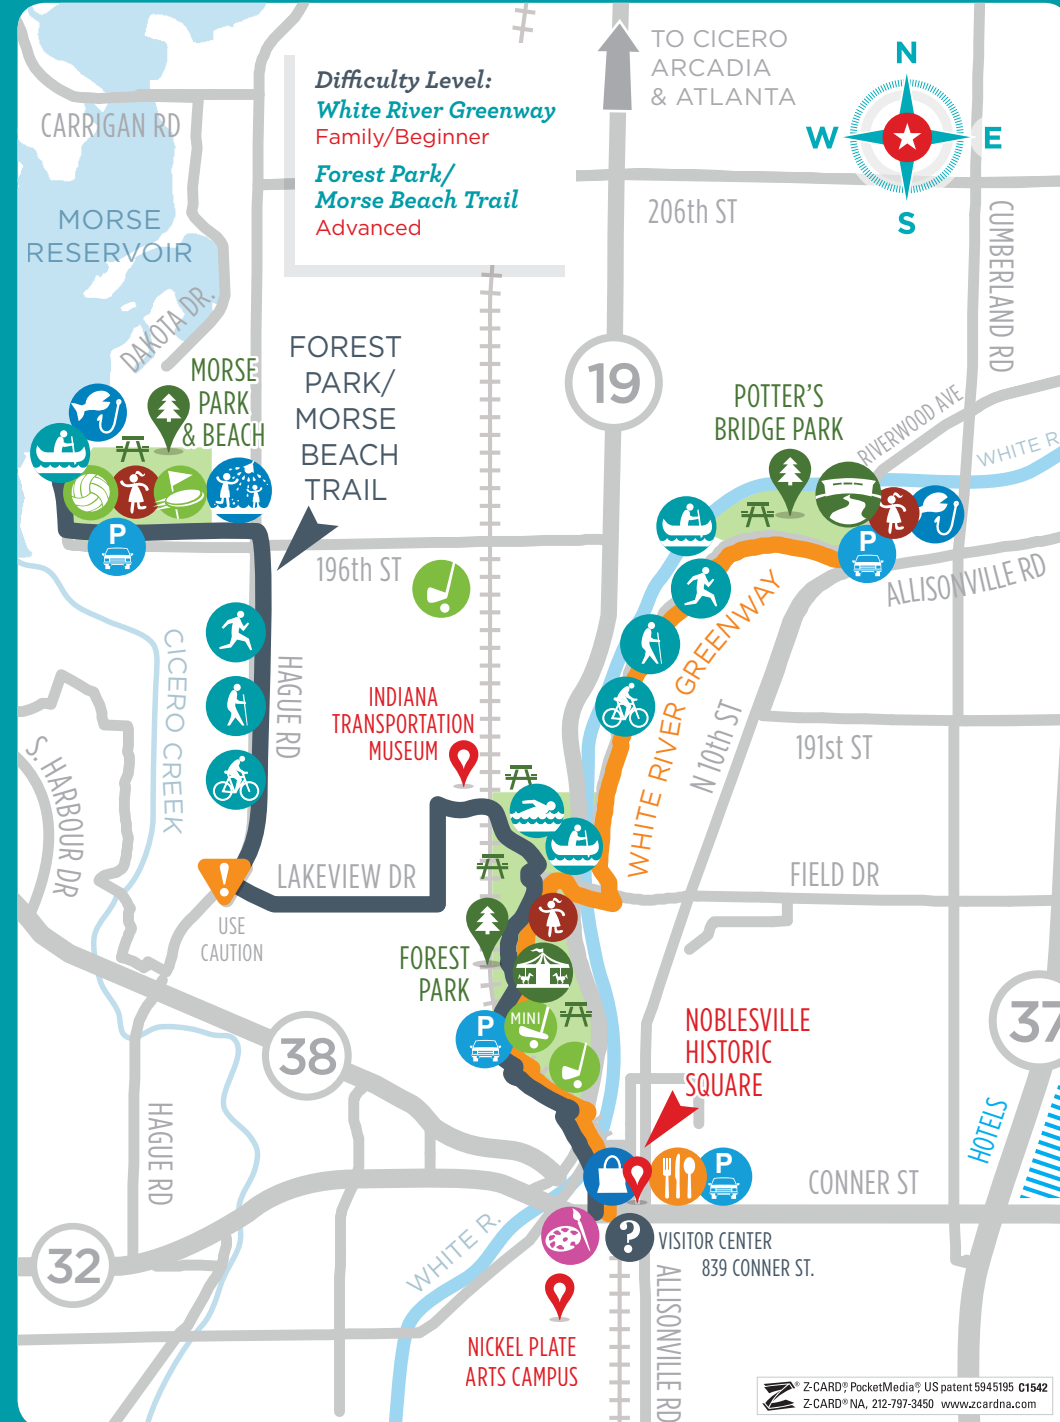 TO CICERO
ARCADIA
& ATLANTA
N
W
E
S
Difficulty Level:
White River Greenway
Family/Beginner
Forest Park/
Morse Beach Trail
Advanced
CARRIGAN RD
206th ST
CUMBERLAND RD
MORSE
RESERVOIR
DAKOTA DR.
MORSE
PARK
& BEACH
FOREST
PARK/
MORSE
BEACH
TRAIL
19
POTTER'S
BRIDGE PARK
RIVERWOOD AVE
WHITE R
P
P
196th ST
ALLISONVILLE RD
CICERO CREEK
HAGUE RD
WHITE RIVER GREENWAY
INDIANA
TRANSPORTATION
MUSEUM
N 10th ST
191st ST
S. HARBOUR DR
!
USE
CAUTION
LAKEVIEW DR
FIELD DR
FOREST
PARK
P
MINI
NOBLESVILLE
HISTORIC
SQUARE
37
38
HOTELS
HAGUE RD
P
CONNER ST
WHITE R.
?
VISITOR CENTER
839 CONNER ST.
32
ALLISONVILLE RD
NICKEL PLATE
ARTS CAMPUS
Z ® Z-CARD® PocketMedia®, US patent 5945195 C1542
Z-CARD® NA, 212-797-3450 www.zcardna.com